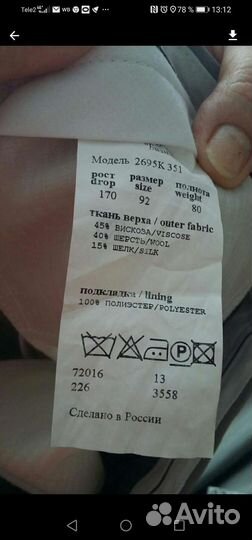 Tele2
78 %
13:12
Модель 2695К 351
рост размер полнота
drop size weight
170 92 80
ткань верха / outer fabric
45% ВИСКОЗА/VISCOSE
40% ШЕРСТЬ/WOOL
15% ШЕЛК/SILK
подкладка / lining
100% ПОЛИЭСТЕР/POLYESTER
P
72016 13
226 3558
Сделано в России
Avito